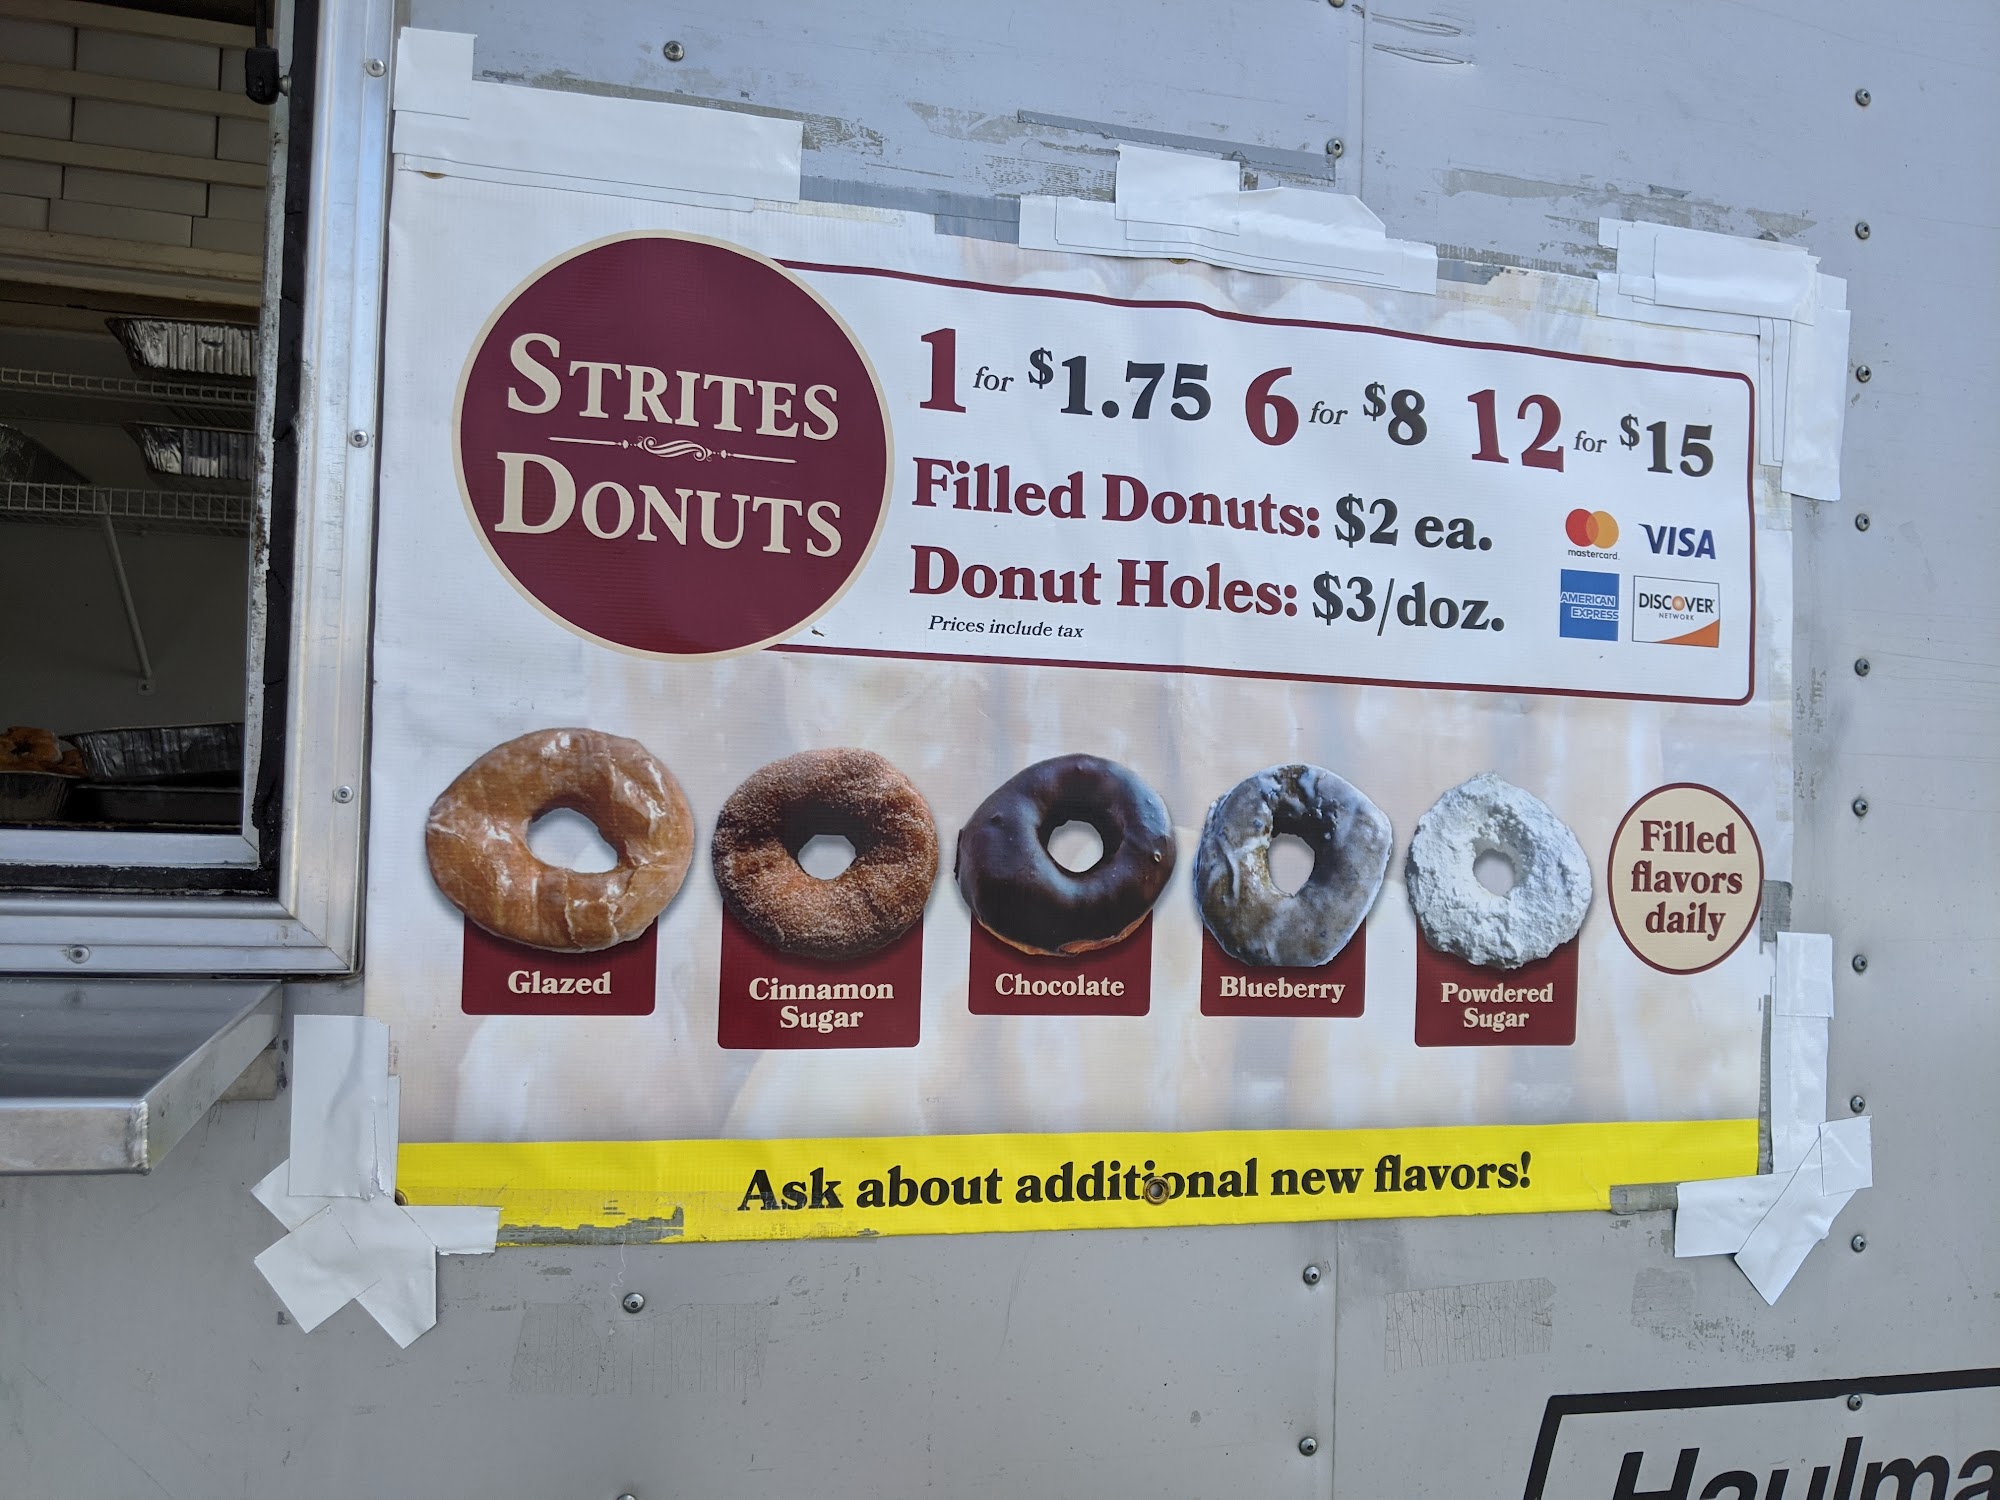 STRITES
DONUTS
1 for $1.75 6 for $8 12 for $15
Filled Donuts: $2 ea.
Donut Holes: $3/doz.
Prices include tax
mastercard.
VISA
AMERICAN
EXPRESS
DISCOVER
NETWORK
Glazed
Cinnamon
Sugar
Chocolate
Blueberry
Powdered
Sugar
Filled
flavors
daily
Ask about additional new flavors!